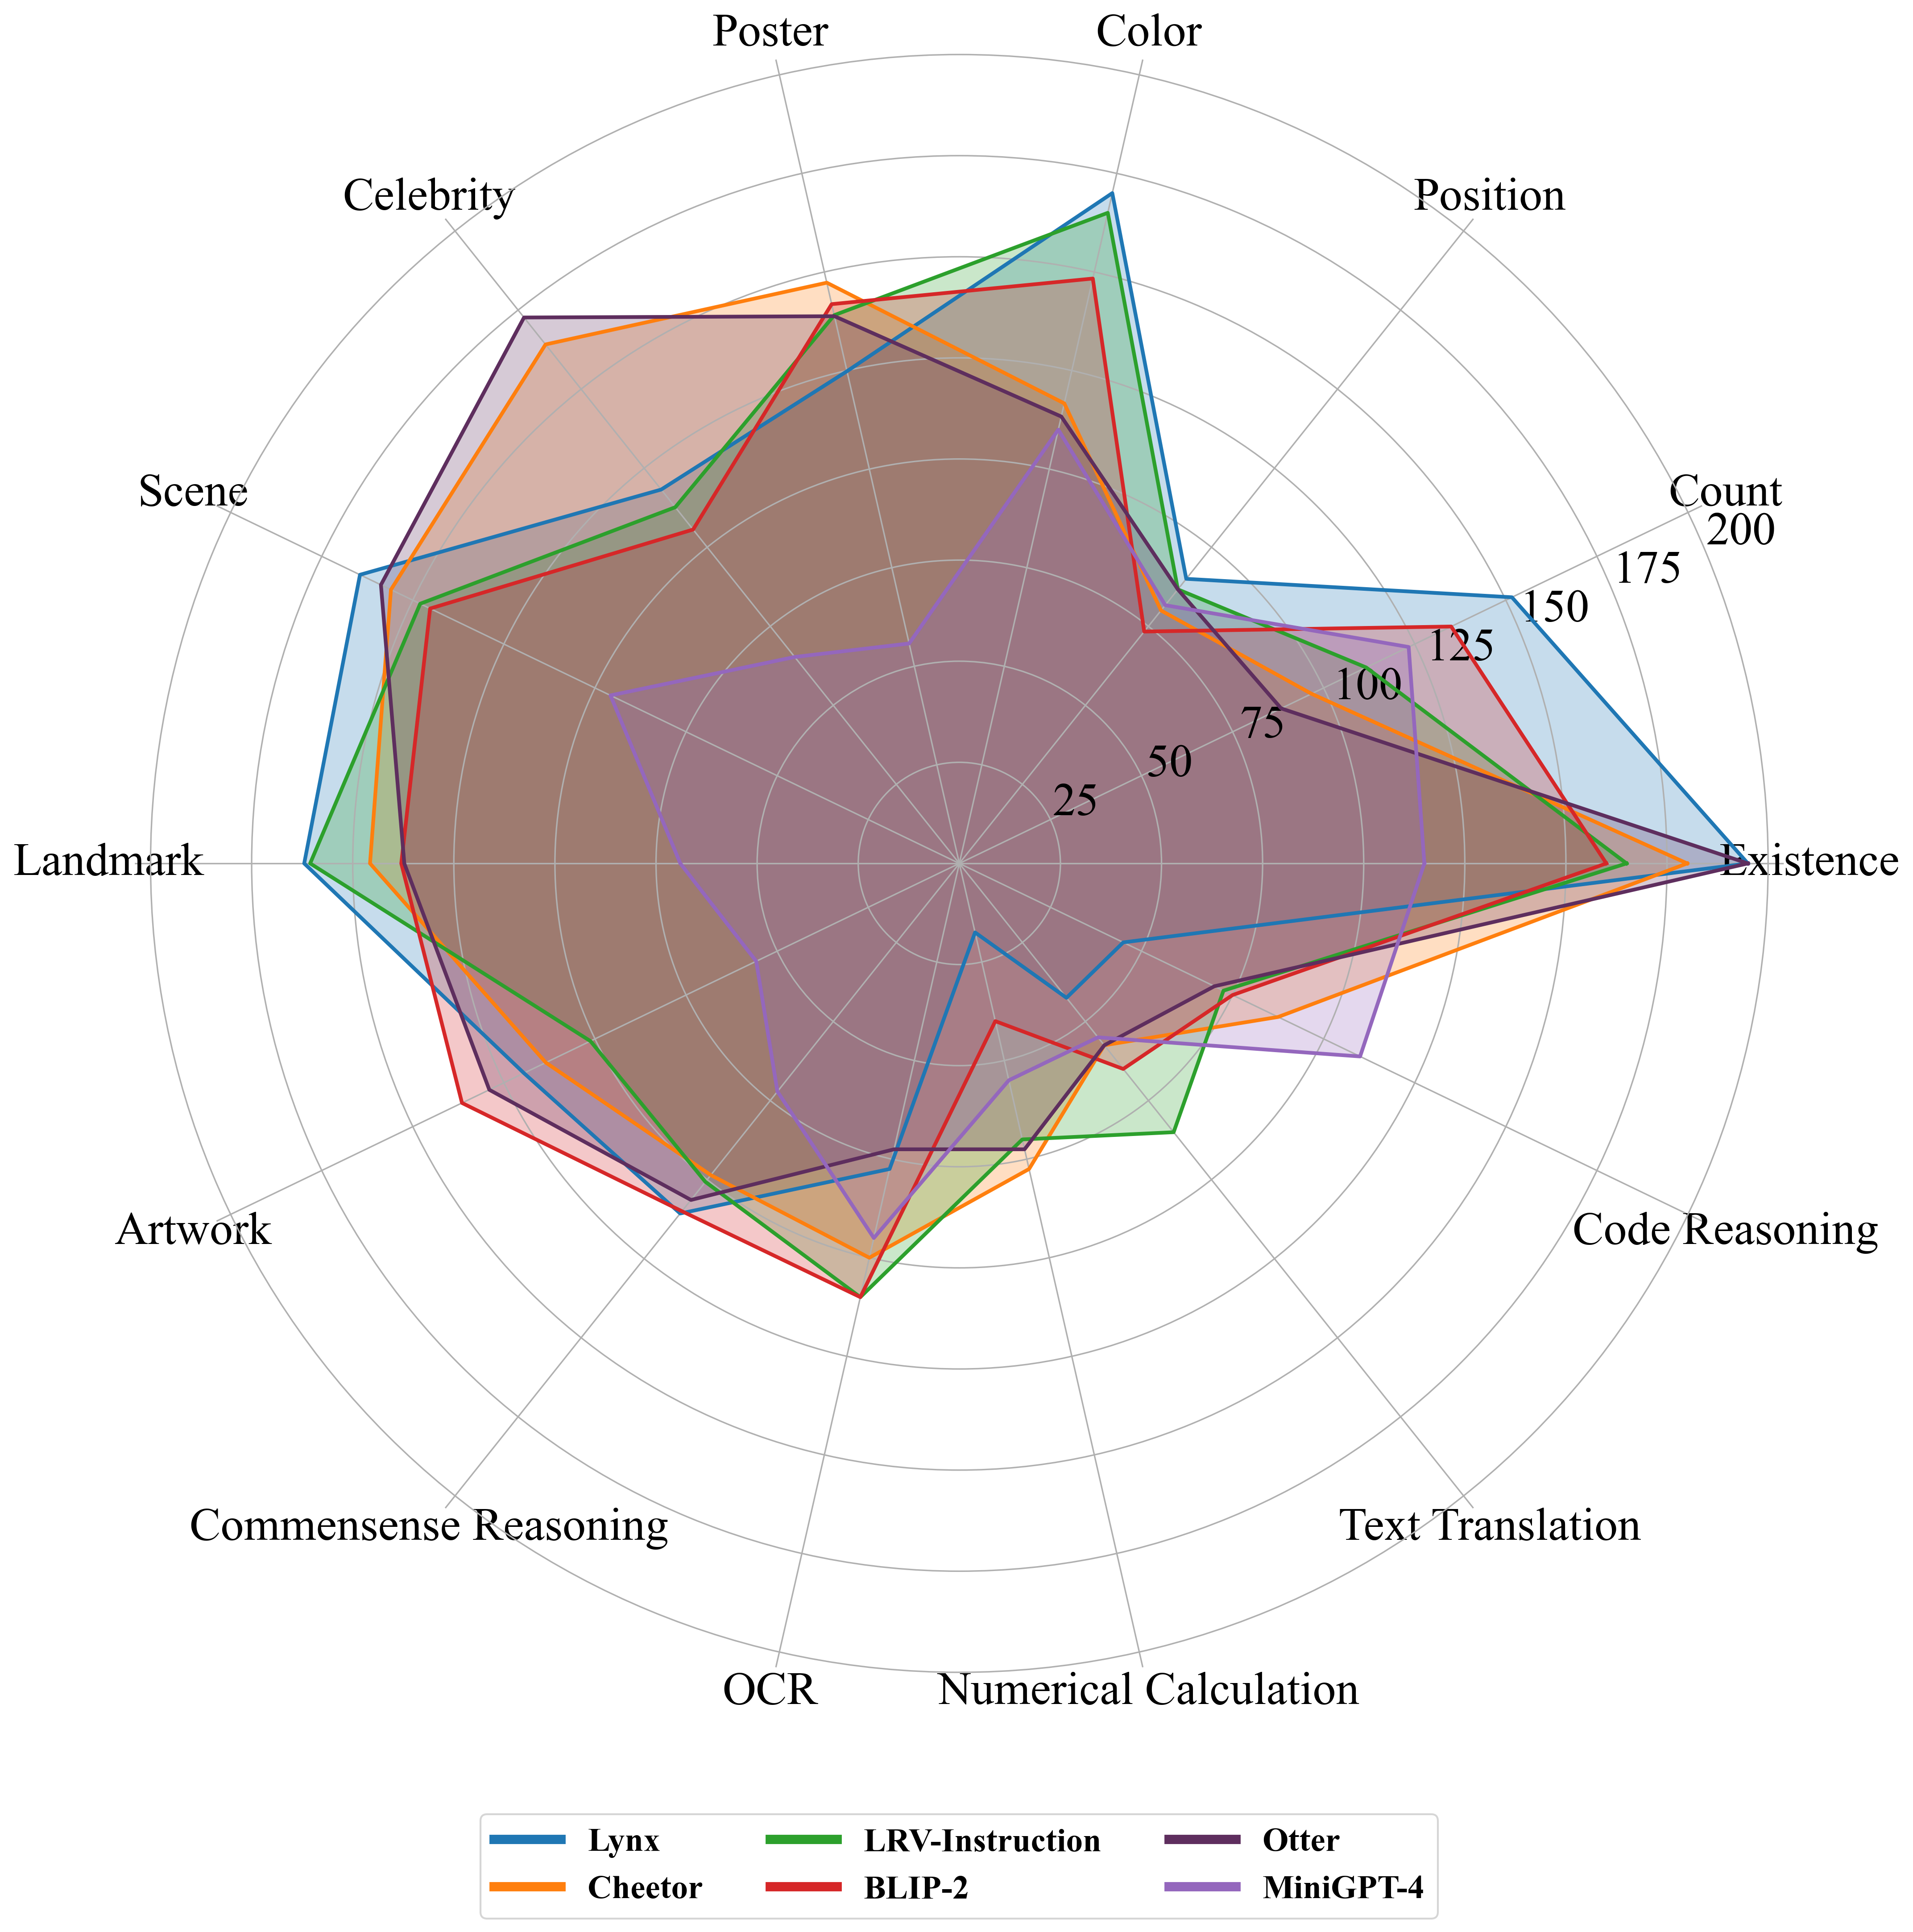 Poster
Color
Celebrity
Position
Scene
Count
200
175
150
125
100
75
50
25
Landmark
Existence
Artwork
Code Reasoning
Commensense Reasoning
Text Translation
OCR
Numerical Calculation
Lynx
LRV-Instruction
Otter
Cheetor
BLIP-2
MiniGPT-4